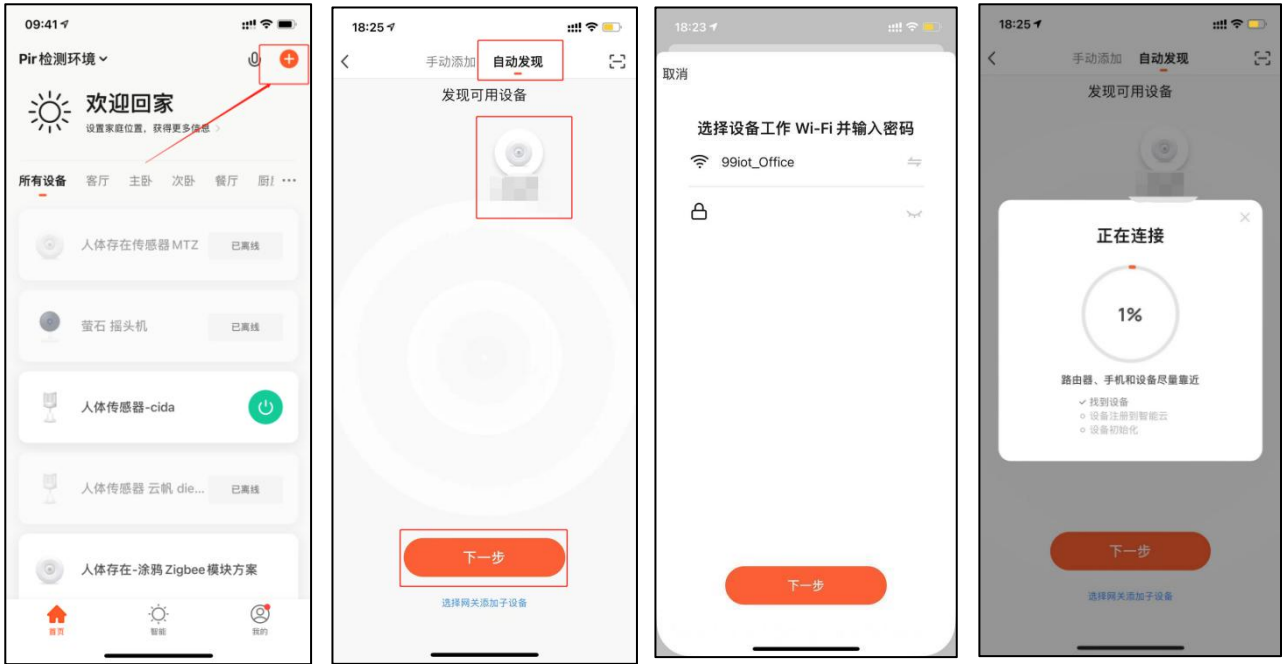 09:41
Pir检测环境
欢迎回家
设置家庭位置，获得更多信息
所有设备 客厅 主卧 次卧 餐厅
人体存在传感器MTZ 已离线
萤石 摇头机 已离线
人体传感器-cida
人体传感器 云帆 die... 已离线
人体存在-涂鸦Zigbee模块方案
首页 智能 我的
18:25
手动添加 自动发现
发现可用设备
下一步
选择网关添加子设备
18:23
取消
选择设备工作 Wi-Fi 并输入密码
99iot_Office
下一步
18:25
手动添加 自动发现
发现可用设备
正在连接
1%
路由器、手机和设备尽量靠近
找到设备
设备注册到智能云
设备初始化
下一步
选择网关添加子设备